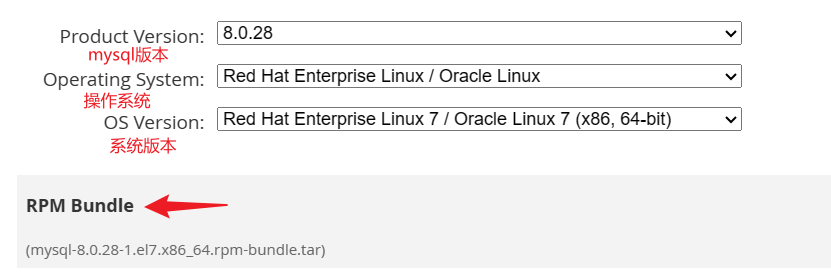 Product Version: 8.0.28
mysql版本
Operating System: Red Hat Enterprise Linux / Oracle Linux
操作系统
OS Version: Red Hat Enterprise Linux 7 / Oracle Linux 7 (x86, 64-bit)
系统版本
RPM Bundle
(mysql-8.0.28-1.el7.x86_64.rpm-bundle.tar)